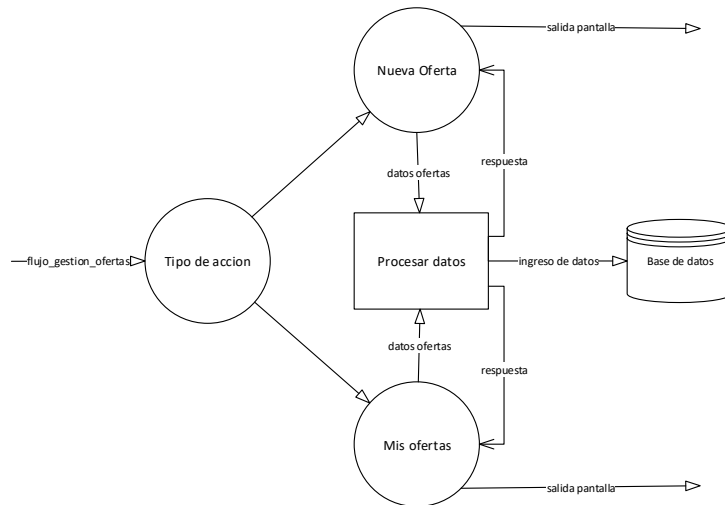 salida pantalla
Nueva Oferta
respuesta
datos ofertas
flujo_gestion_ofertas
Tipo de accion
Procesar datos
ingreso de datos
Base de datos
datos ofertas
respuesta
Mis ofertas
salida pantalla